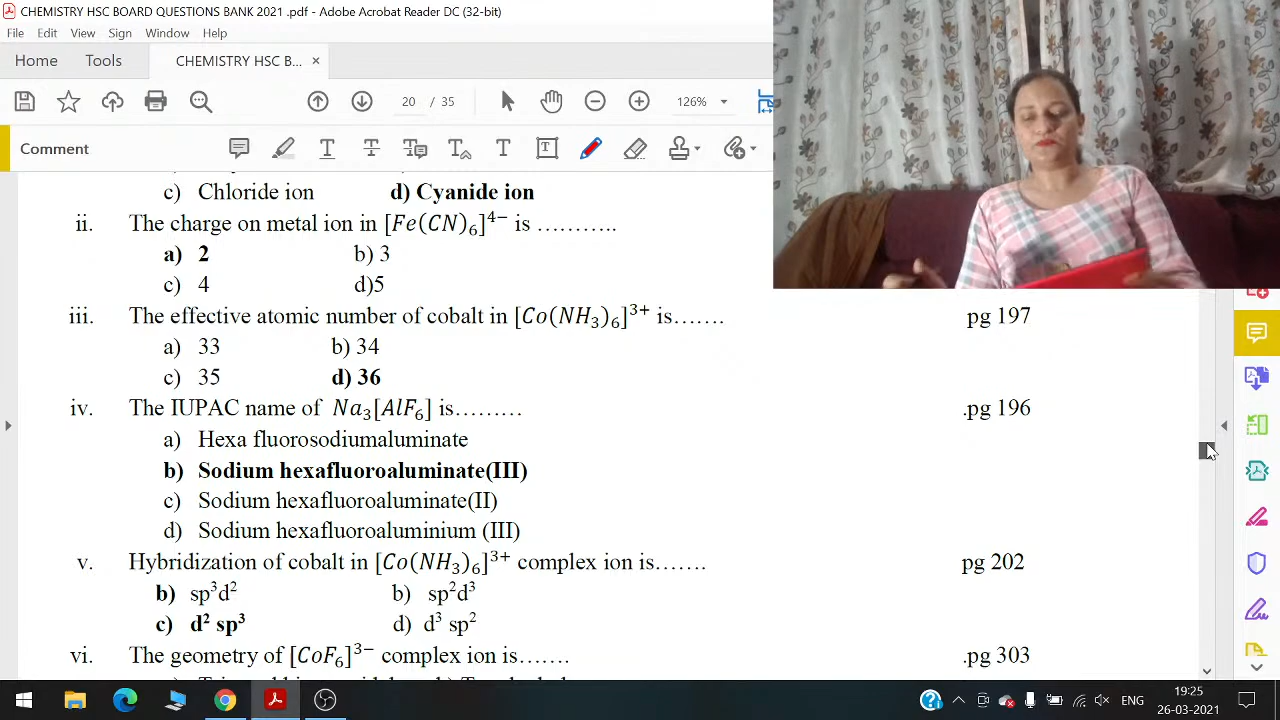 CHEMISTRY HSC BOARD QUESTIONS BANK 2021 .pdf - Adobe Acrobat Reader DC (32-bit)
File Edit View Sign Window Help
Home Tools CHEMISTRY HSC B... ×
20 / 35 126%
Comment
c) Chloride ion d) Cyanide ion
ii. The charge on metal ion in [Fe(CN)₆]⁴⁻ is ………..
a) 2 b) 3
c) 4 d)5
iii. The effective atomic number of cobalt in [Co(NH₃)₆]³⁺ is……. pg 197
a) 33 b) 34
c) 35 d) 36
iv. The IUPAC name of Na₃[AlF₆] is……… .pg 196
a) Hexa fluorosodiumaluminate
b) Sodium hexafluoroaluminate(III)
c) Sodium hexafluoroaluminate(II)
d) Sodium hexafluoroaluminium (III)
v. Hybridization of cobalt in [Co(NH₃)₆]³⁺ complex ion is……. pg 202
b) sp³d² b) sp²d³
c) d² sp³ d) d³ sp²
vi. The geometry of [CoF₆]³⁻ complex ion is……. .pg 303
ENG
19:25
26-03-2021